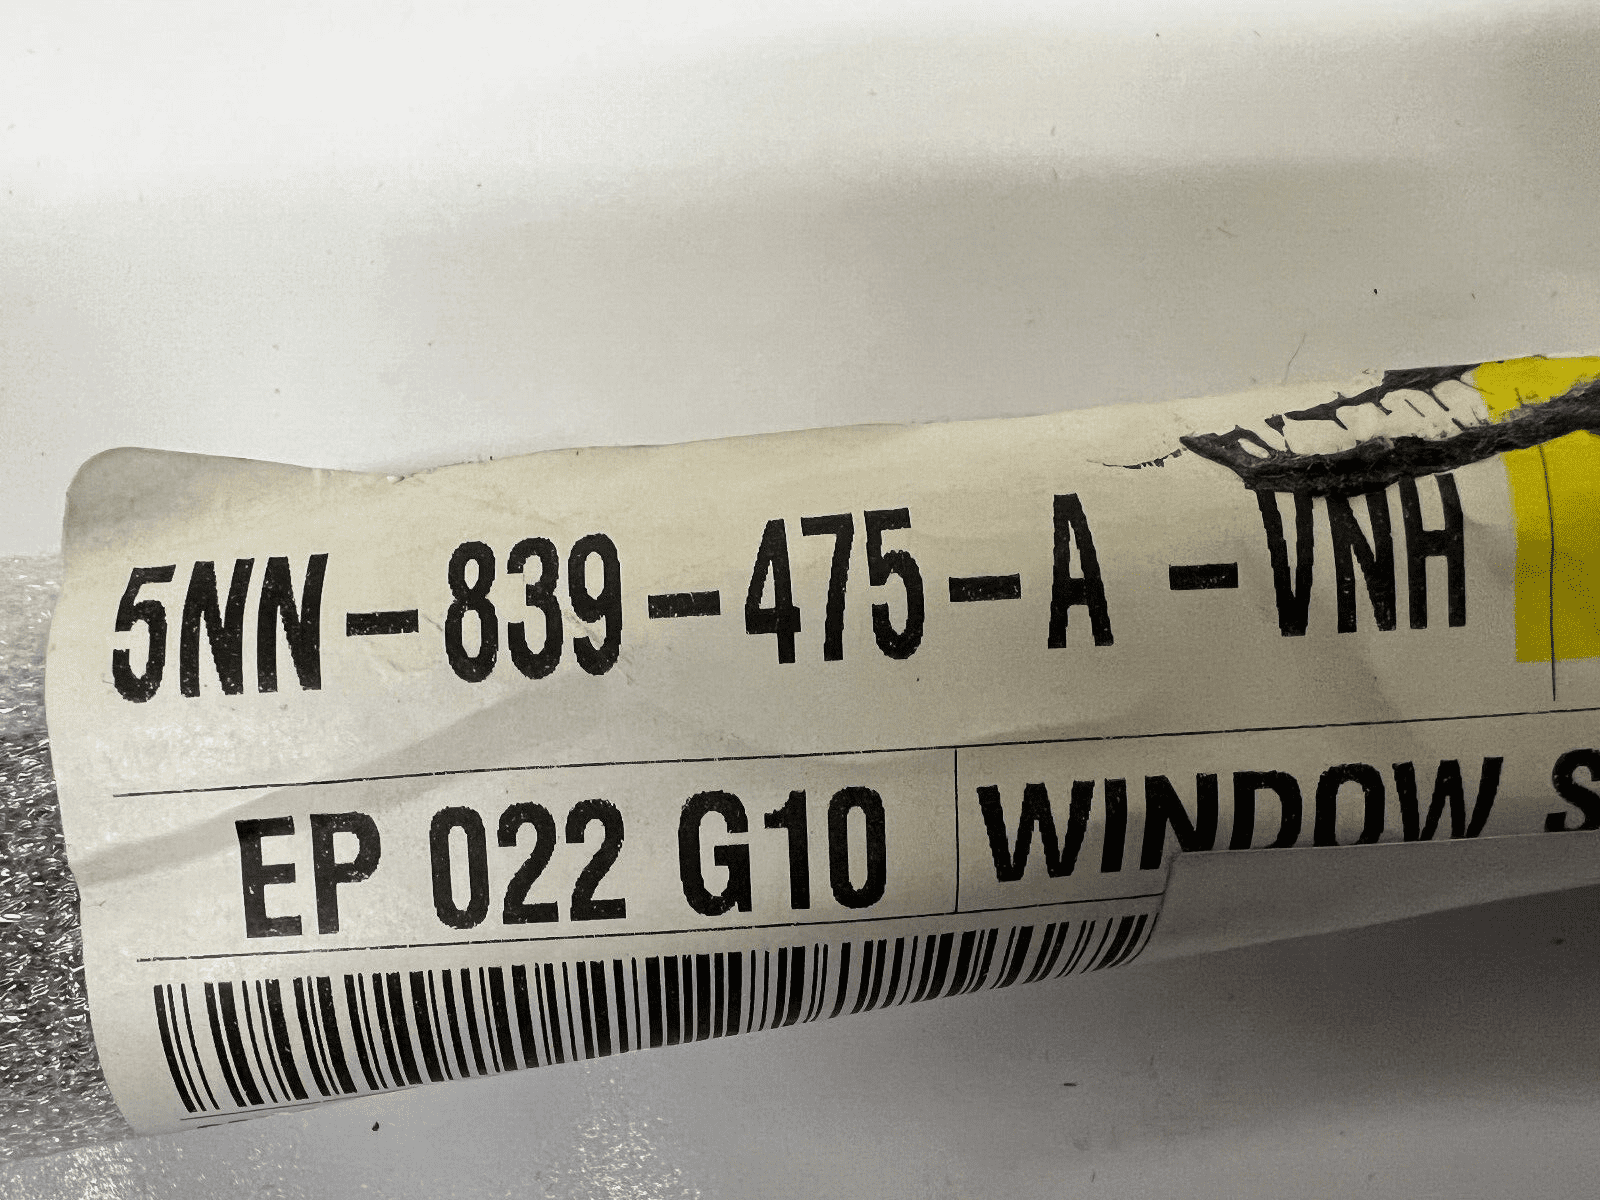 5NN-839-475-A -VNH
EP 022 G10
WINDOW S